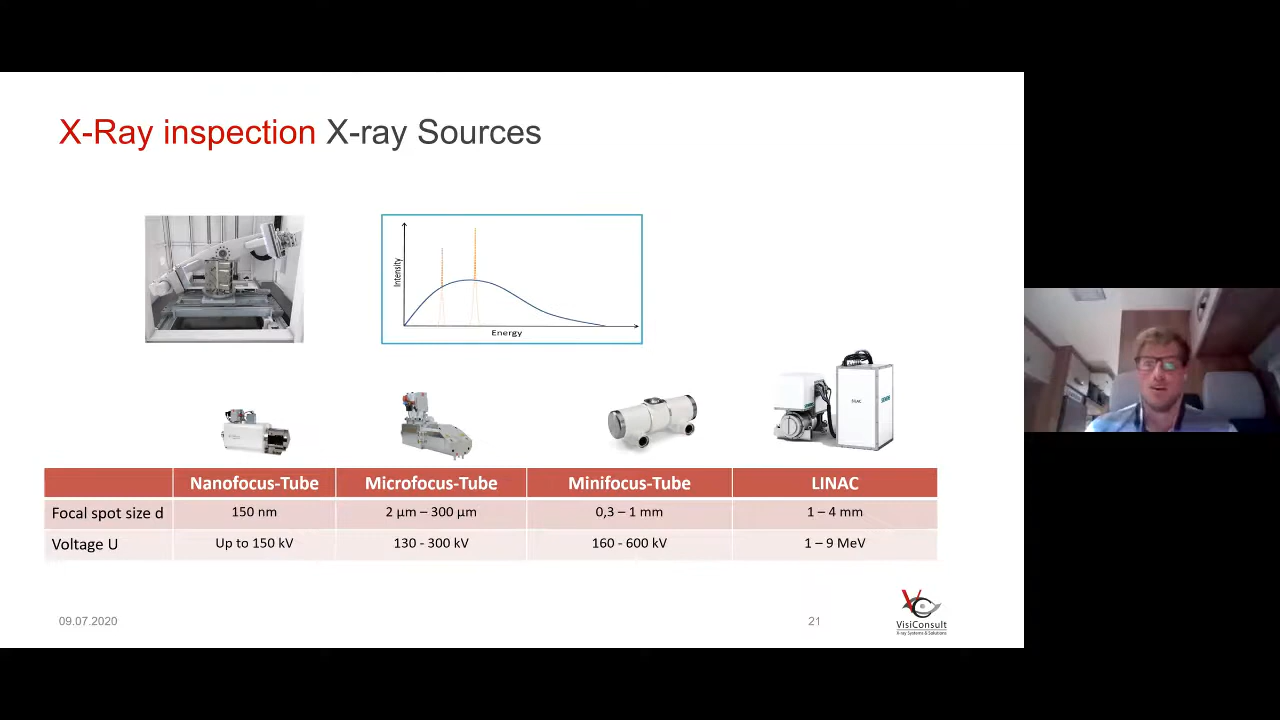 X-Ray inspection X-ray Sources
Intensity
Energy
LINAC
Nanofocus-Tube Microfocus-Tube Minifocus-Tube LINAC
Focal spot size d 150 nm 2 µm – 300 µm 0,3 – 1 mm 1 – 4 mm
Voltage U Up to 150 kV 130 - 300 kV 160 - 600 kV 1 – 9 MeV
09.07.2020
21
VisiConsult
X-ray Systems & Solutions